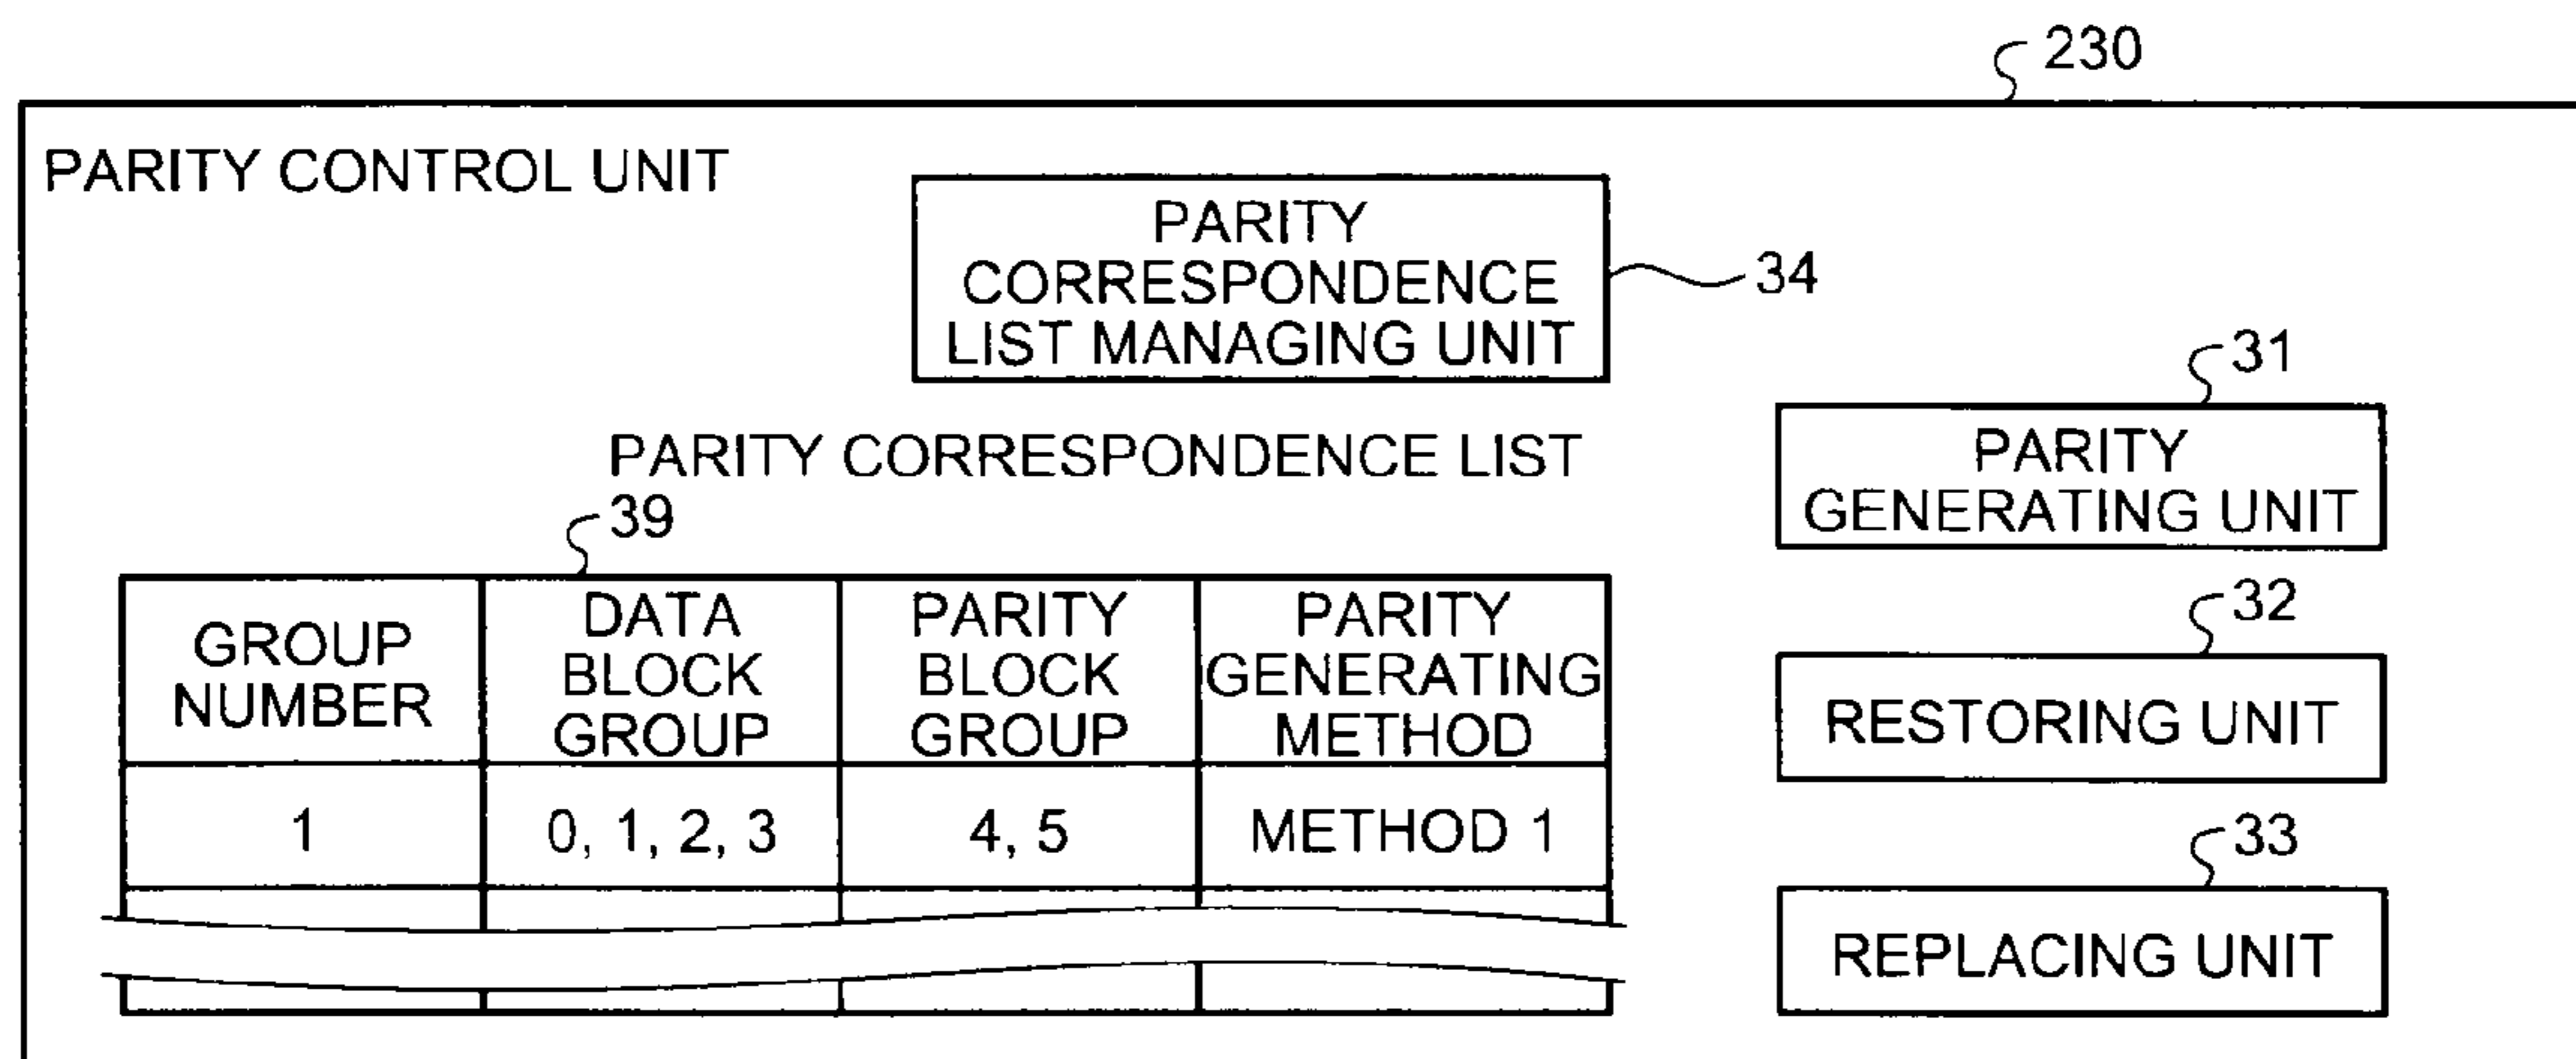 230
PARITY CONTROL UNIT
PARITY
CORRESPONDENCE
LIST MANAGING UNIT
34
31
PARITY
GENERATING UNIT
PARITY CORRESPONDENCE LIST
39
GROUP
NUMBER
DATA
BLOCK
GROUP
PARITY
BLOCK
GROUP
PARITY
GENERATING
METHOD
1
0, 1, 2, 3
4, 5
METHOD 1
32
RESTORING UNIT
33
REPLACING UNIT